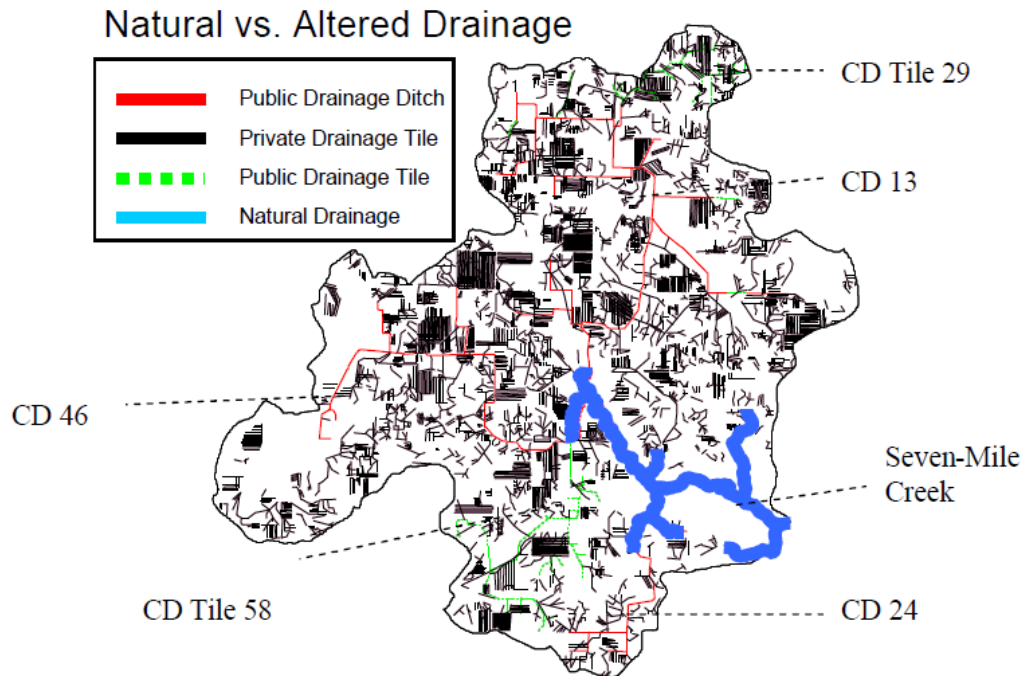 Natural vs. Altered Drainage
Public Drainage Ditch
Private Drainage Tile
Public Drainage Tile
Natural Drainage
CD Tile 29
CD 13
CD 46
Seven-Mile
Creek
CD Tile 58
CD 24